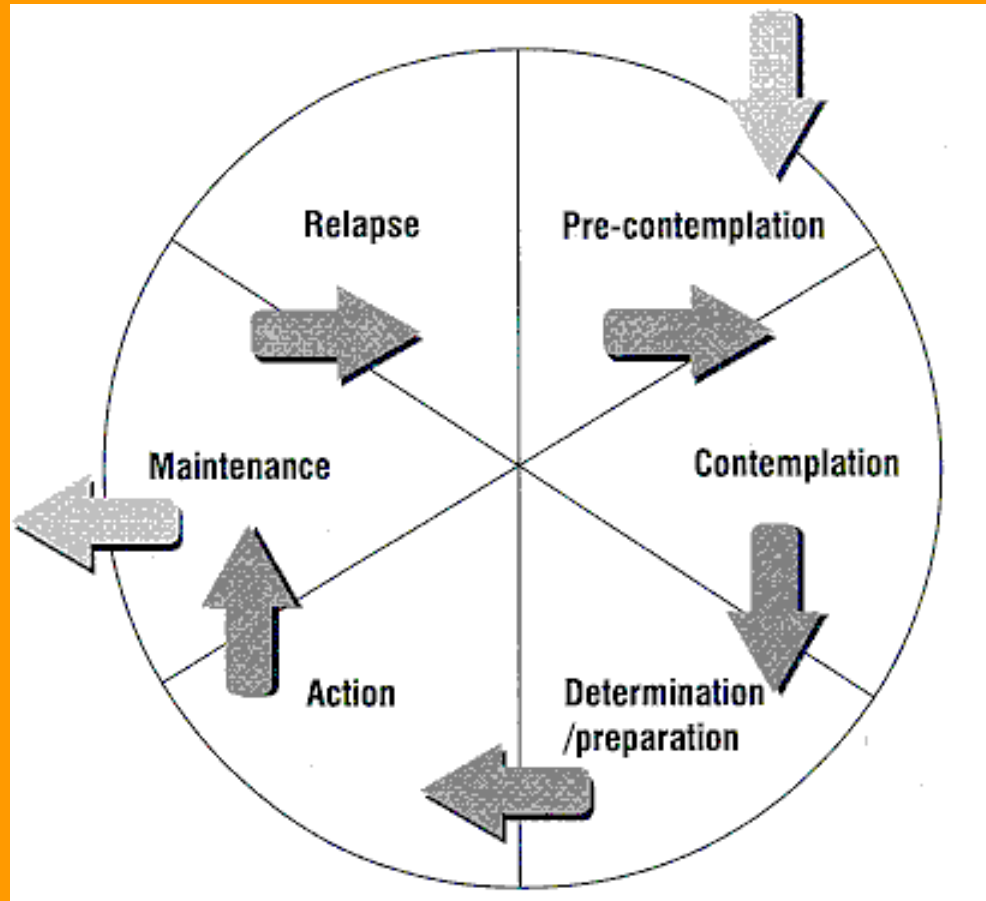 Relapse
Pre-contemplation
Maintenance
Contemplation
Action
Determination
/preparation